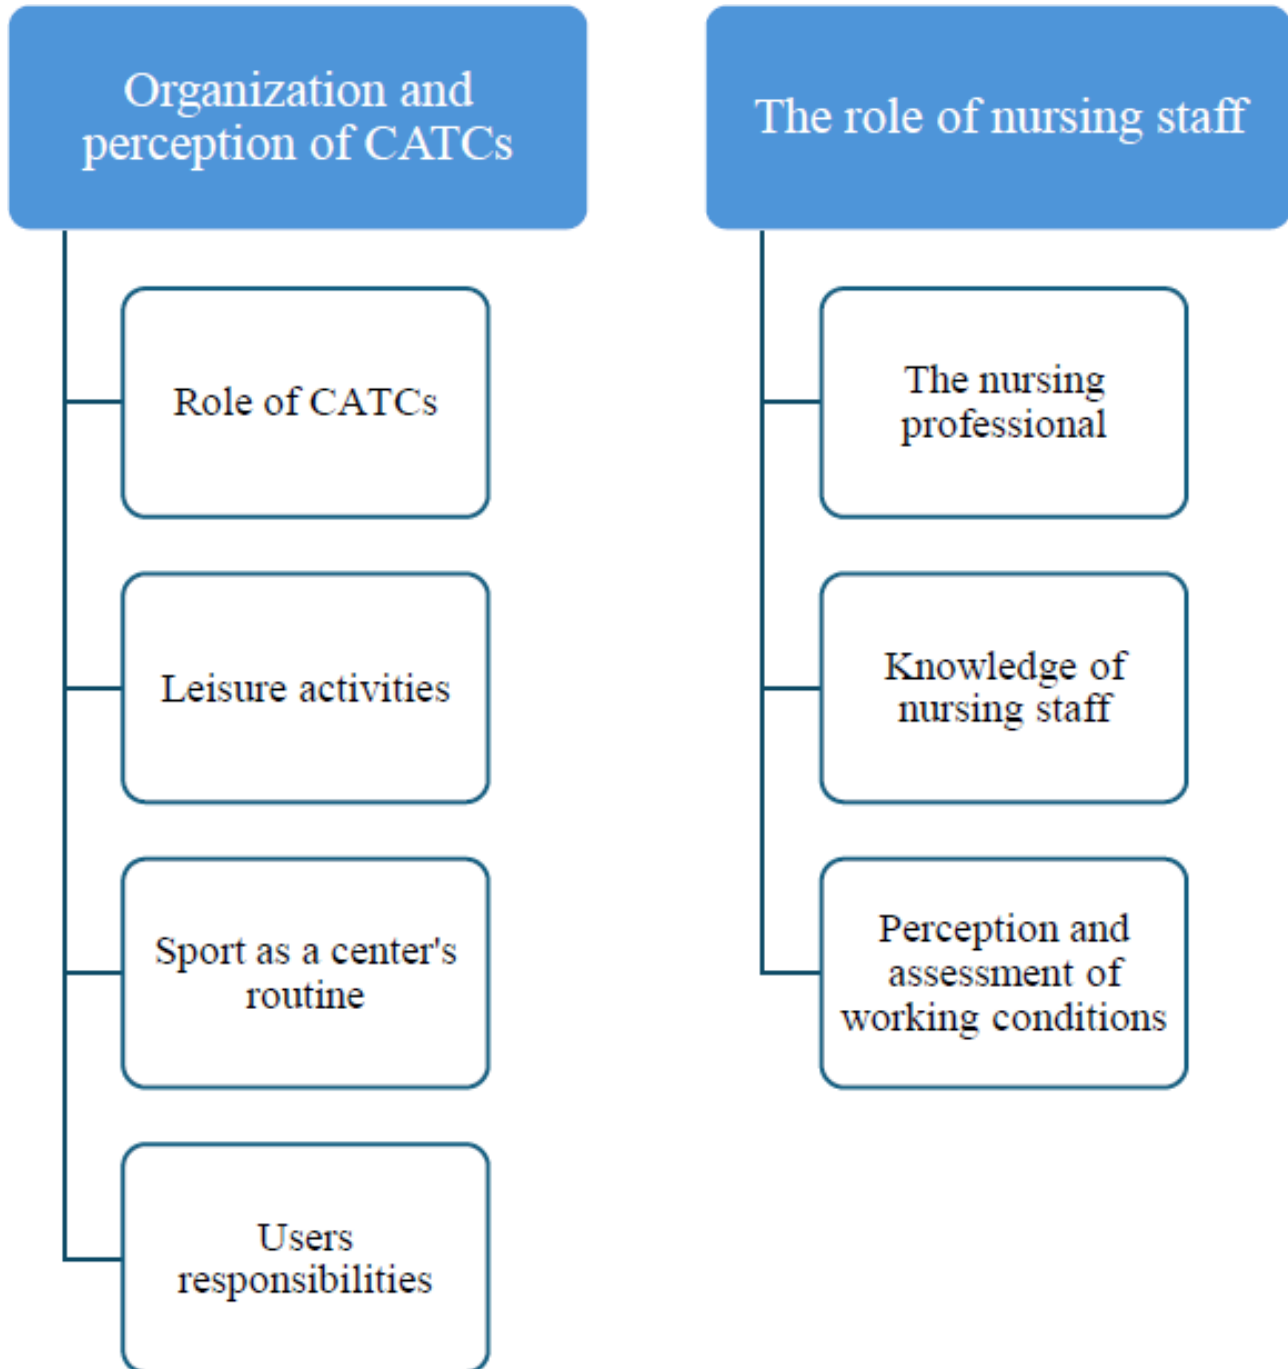 Organization and
perception of CATCs
Role of CATCs
Leisure activities
Sport as a center's
routine
Users
responsibilities
The role of nursing staff
The nursing
professional
Knowledge of
nursing staff
Perception and
assessment of
working conditions